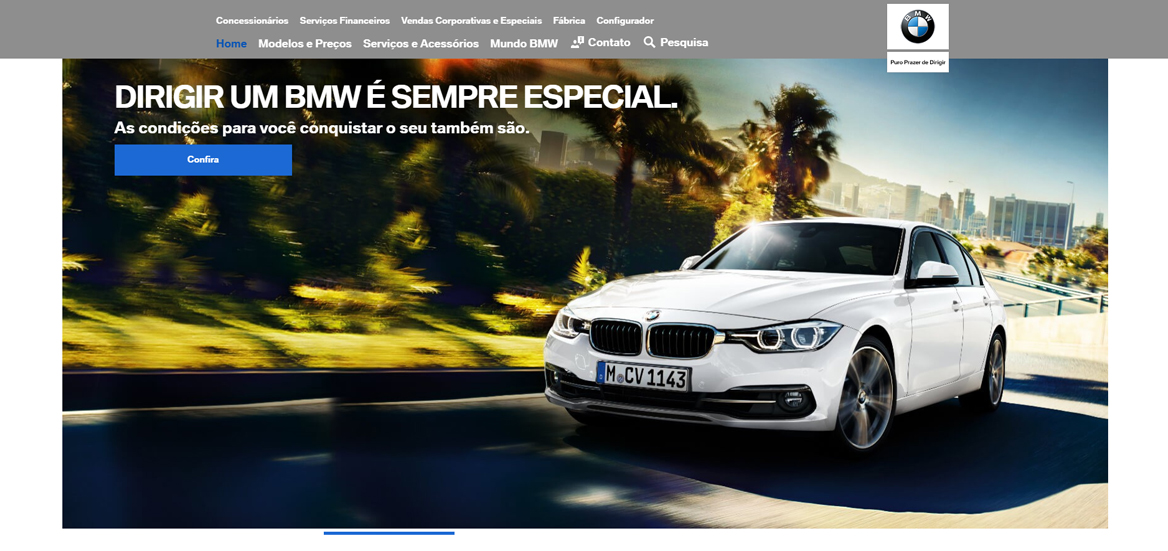 Concessionários Serviços Financeiros Vendas Corporativas e Especiais Fábrica Configurador
Home Modelos e Preços Serviços e Acessórios Mundo BMW Contato Pesquisa
BMW
Puro Prazer de Dirigir
DIRIGIR UM BMW É SEMPRE ESPECIAL.
As condições para você conquistar o seu também são.
Confira
M CV 1143